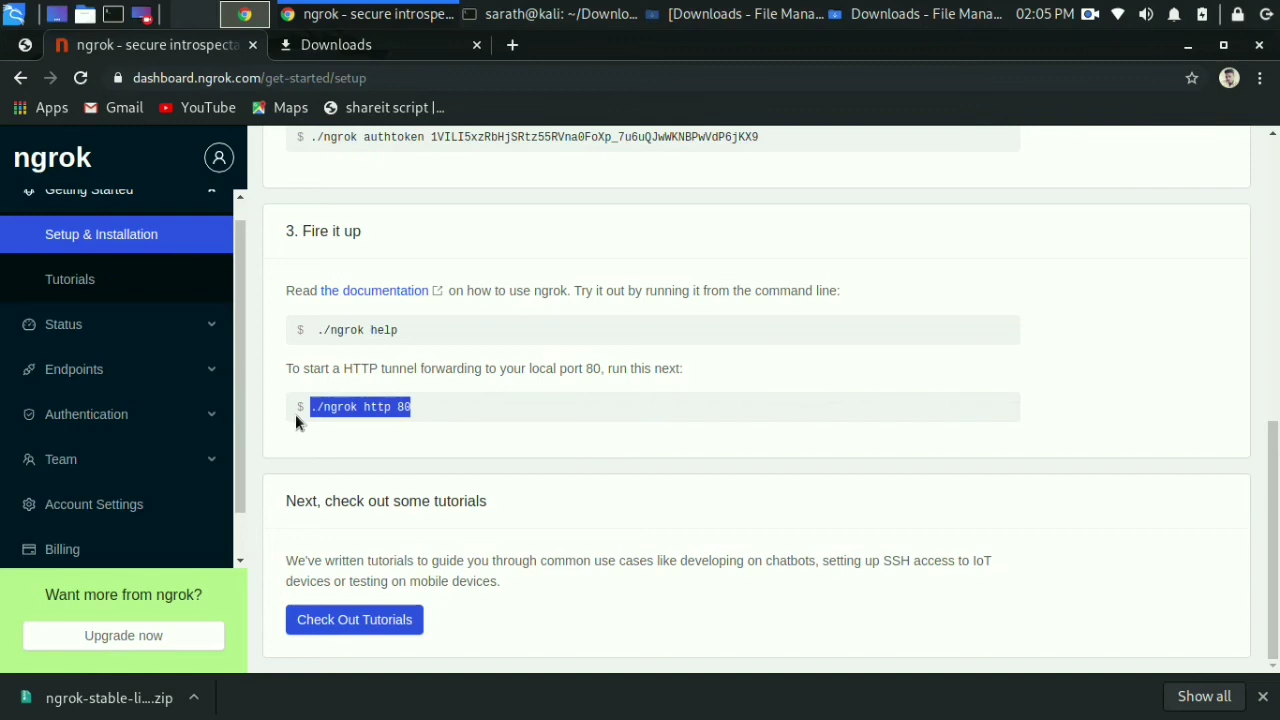 ngrok - secure introspe... sarath@kali: ~/Downlo... [Downloads - File Mana... Downloads - File Mana... 02:05 PM
ngrok - secure introspecta Downloads
dashboard.ngrok.com/get-started/setup
Apps Gmail YouTube Maps shareit script |...
ngrok
Getting Started
Setup & Installation
Tutorials
Status
Endpoints
Authentication
Team
Account Settings
Billing
Want more from ngrok?
Upgrade now
$ ./ngrok authtoken 1VILI5xzRbHjSRtz55RVna0FoXp_7u6uQJwWKNBPwVdP6jKX9
3. Fire it up
Read the documentation on how to use ngrok. Try it out by running it from the command line:
$ ./ngrok help
To start a HTTP tunnel forwarding to your local port 80, run this next:
$ ./ngrok http 80
Next, check out some tutorials
We've written tutorials to guide you through common use cases like developing on chatbots, setting up SSH access to IoT
devices or testing on mobile devices.
Check Out Tutorials
ngrok-stable-li....zip
Show all